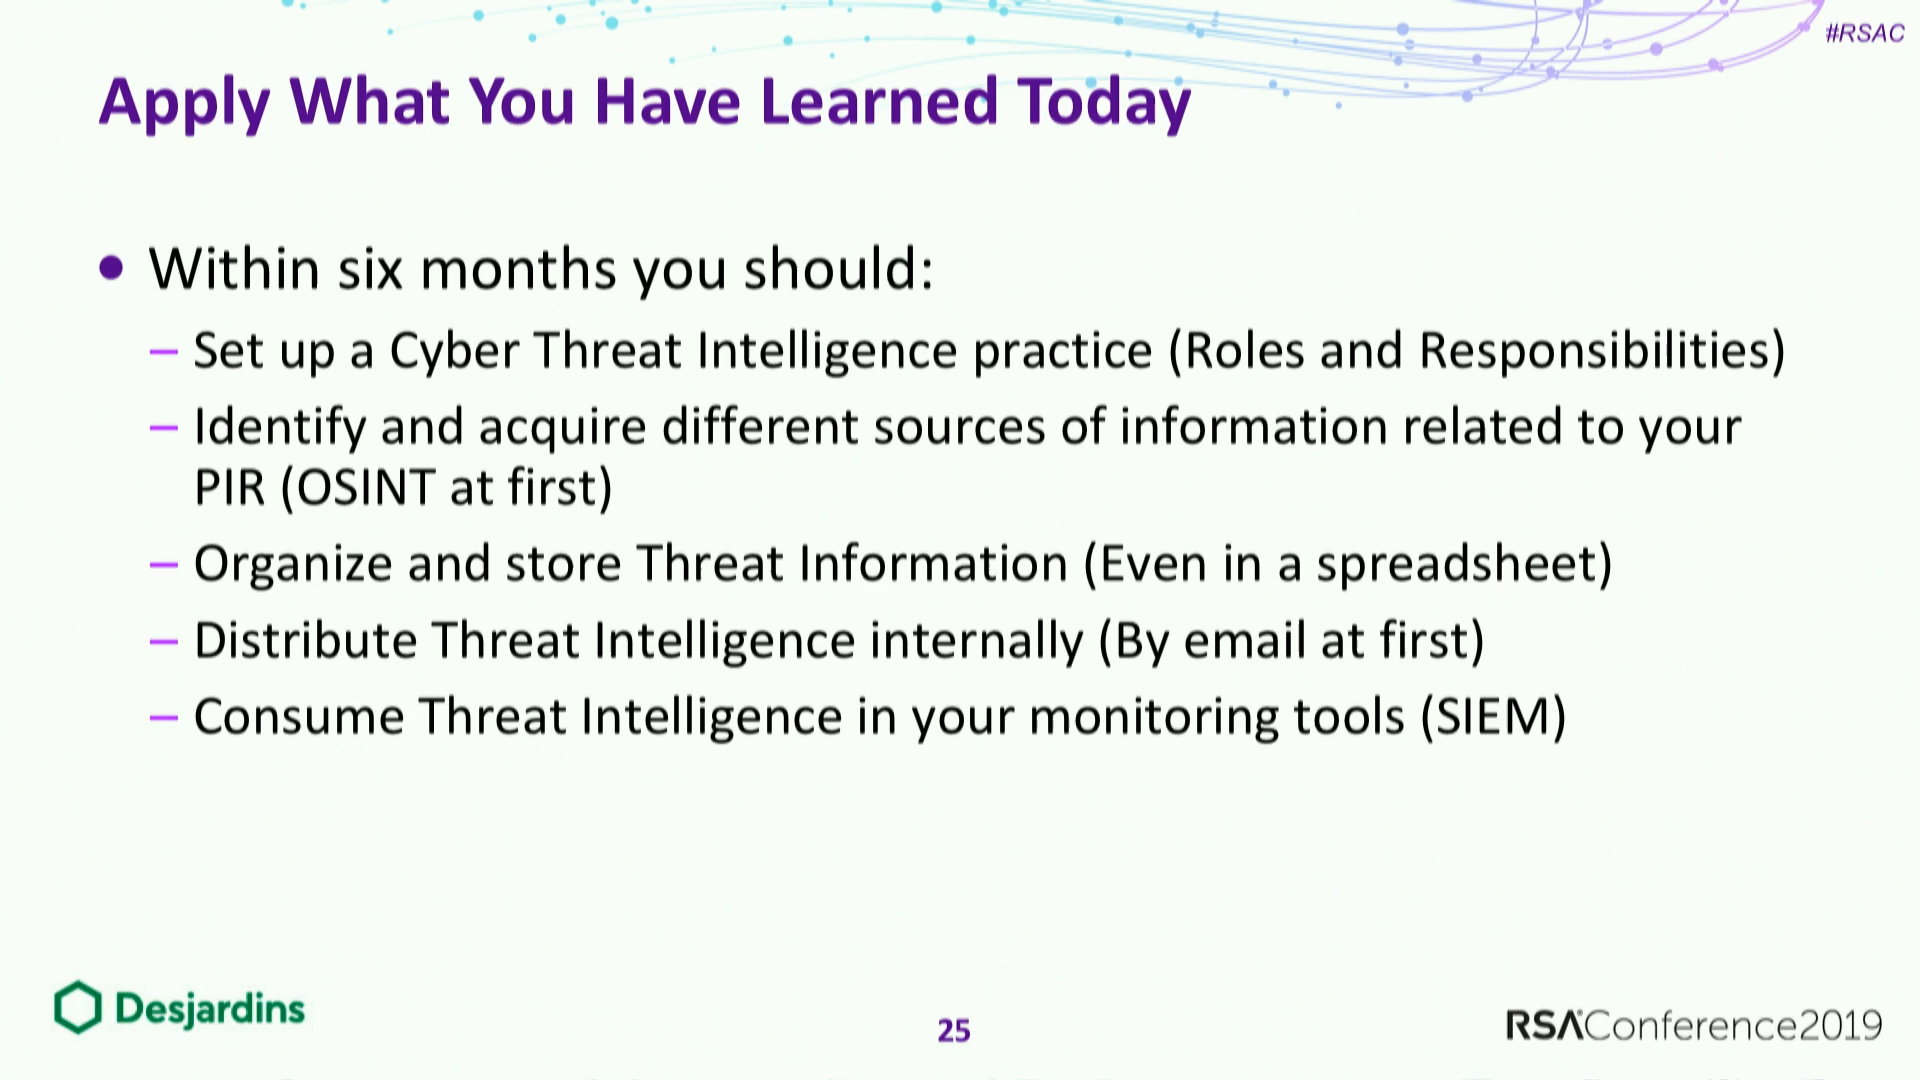 #RSAC
Apply What You Have Learned Today
• Within six months you should:
– Set up a Cyber Threat Intelligence practice (Roles and Responsibilities)
– Identify and acquire different sources of information related to your
PIR (OSINT at first)
– Organize and store Threat Information (Even in a spreadsheet)
– Distribute Threat Intelligence internally (By email at first)
– Consume Threat Intelligence in your monitoring tools (SIEM)
Desjardins
25
RSAConference2019